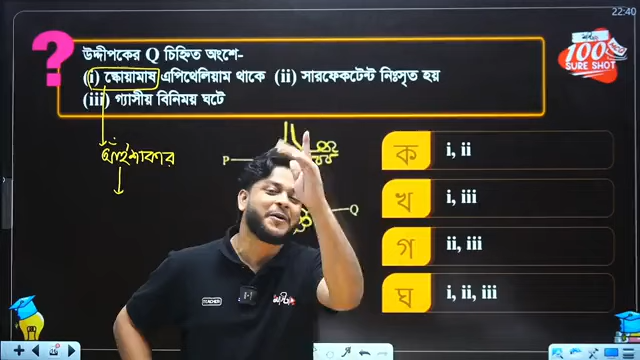 22:40
উদ্দীপকের Q চিহ্নিত অংশে-
(i) স্কোয়ামাষ এপিথেলিয়াম থাকে (ii) সারফেকটেন্ট নিঃসৃত হয়
(iii) গ্যাসীয় বিনিময় ঘটে
100
SURE SHOT
আঁইশাকার
P
Q
ক i, ii
খ i, iii
গ ii, iii
ঘ i, ii, iii
TEACHER